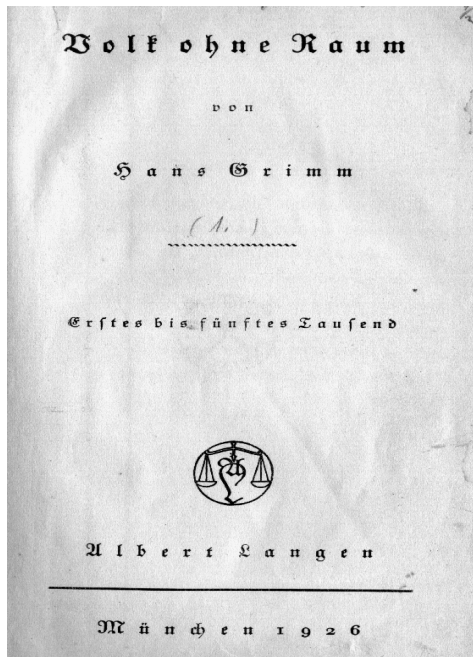 Volk ohne Raum
von
Hans Grimm
(1. )
Erstes bis fünftes Tausend
Albert Langen
München 1926